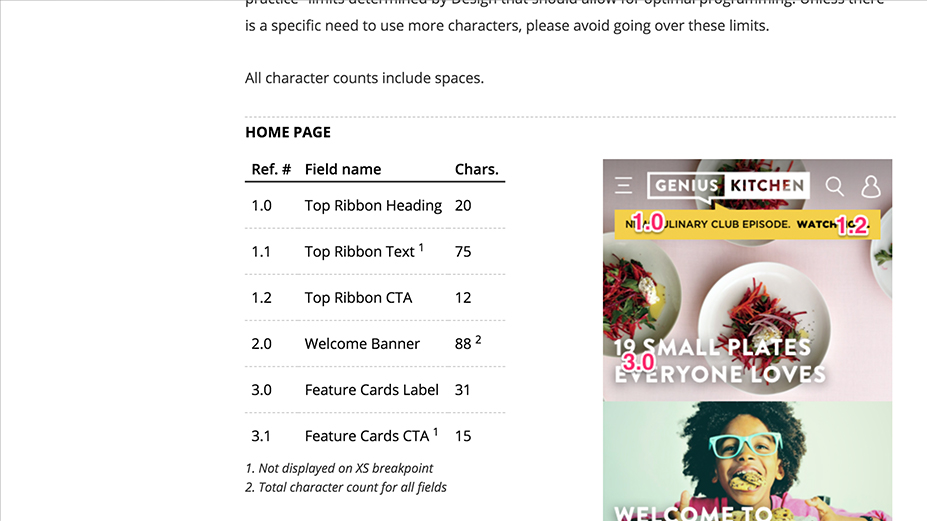 practice" limits determined by Design that should allow for optimal programming. Unless there
is a specific need to use more characters, please avoid going over these limits.
All character counts include spaces.
HOME PAGE
Ref. # Field name Chars.
1.0 Top Ribbon Heading 20
1.1 Top Ribbon Text 1 75
1.2 Top Ribbon CTA 12
2.0 Welcome Banner 88 2
3.0 Feature Cards Label 31
3.1 Feature Cards CTA 1 15
1. Not displayed on XS breakpoint
2. Total character count for all fields
GENIUS KITCHEN
1.0 CLUB EPISODE. 1.2
19 SMALL PLATES
3.0
EVERYONE LOVES
WELCOME TO